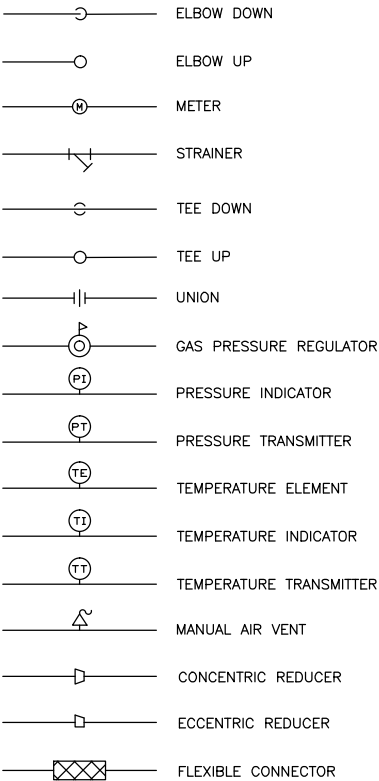 ELBOW DOWN
ELBOW UP
M METER
STRAINER
TEE DOWN
TEE UP
UNION
GAS PRESSURE REGULATOR
PI PRESSURE INDICATOR
PT PRESSURE TRANSMITTER
TE TEMPERATURE ELEMENT
TI TEMPERATURE INDICATOR
TT TEMPERATURE TRANSMITTER
MANUAL AIR VENT
CONCENTRIC REDUCER
ECCENTRIC REDUCER
FLEXIBLE CONNECTOR